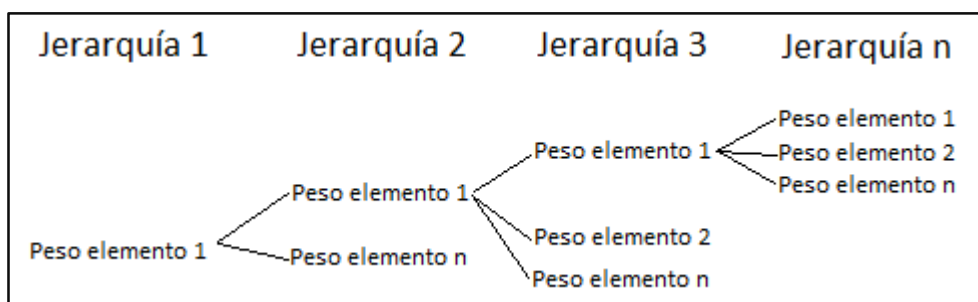 Jerarquía 1
Jerarquía 2
Jerarquía 3
Jerarquía n
Peso elemento 1
Peso elemento 1
Peso elemento n
Peso elemento 1
Peso elemento 2
Peso elemento n
Peso elemento 1
Peso elemento 2
Peso elemento n